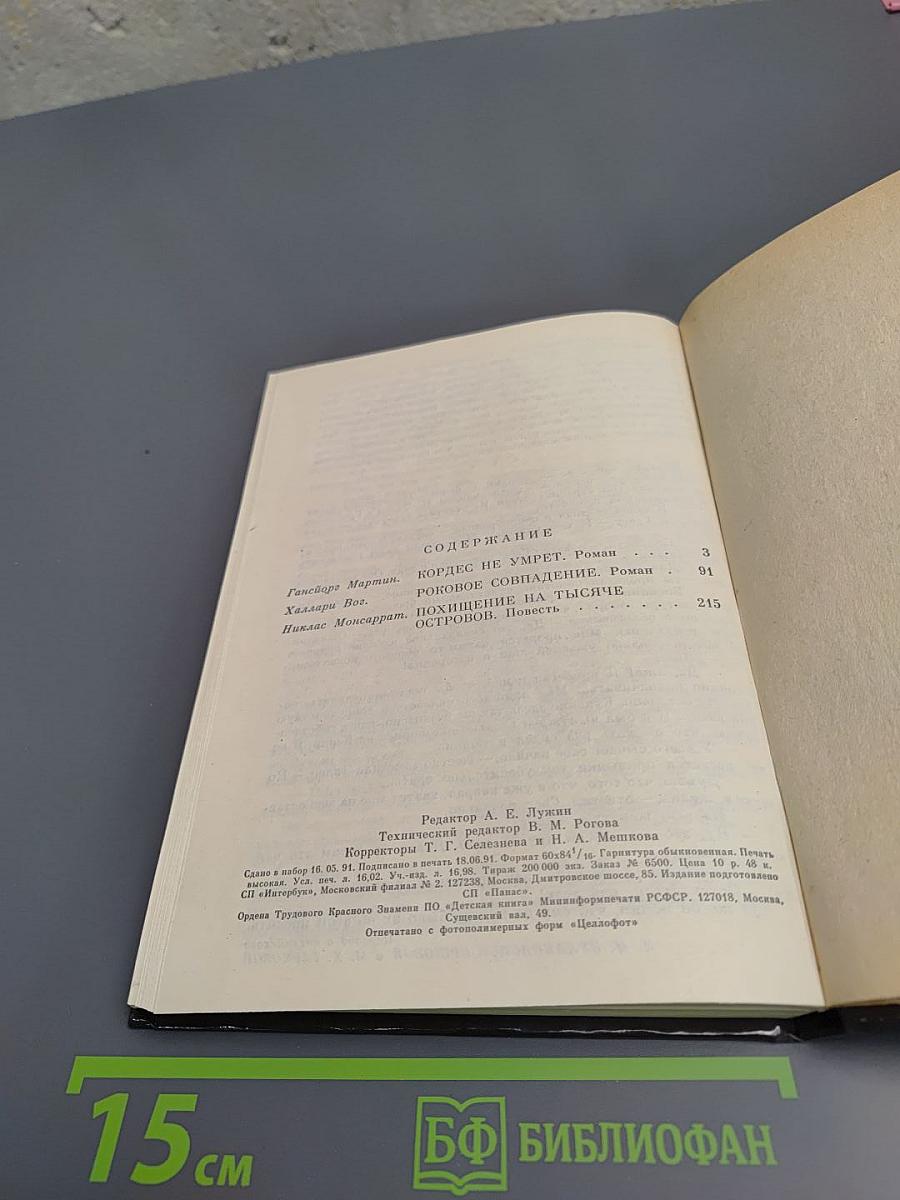 СОДЕРЖАНИЕ
Гансйорг Мартин. КОРДЕС НЕ УМРЕТ. Роман . . . 3
Халлари Вог. РОКОВОЕ СОВПАДЕНИЕ. Роман . 91
Никлас Монсаррат. ПОХИЩЕНИЕ НА ТЫСЯЧЕ
ОСТРОВОВ. Повесть . . . . . . . 215
Редактор А. Е. Лужин
Технический редактор В. М. Рогова
Корректоры Т. Г. Селезнева и Н. А. Мешкова
Сдано в набор 16. 05. 91. Подписано в печать 18.06.91. Формат 60х84 1/16. Гарнитура обыкновенная. Печать
высокая. Усл. печ. л. 16,02. Уч.-изд. л. 16,98. Тираж 200 000 экз. Заказ № 6500. Цена 10 р. 48 к.
СП «Интербук», Московский филиал № 2. 127238, Москва, Дмитровское шоссе, 85. Издание подготовлено
СП «Панас».
Ордена Трудового Красного Знамени ПО «Детская книга» Мининформпечати РСФСР. 127018, Москва,
Сущевский вал, 49.
Отпечатано с фотополимерных форм «Целлофот»
15 см
БФ БИБЛИОФАН